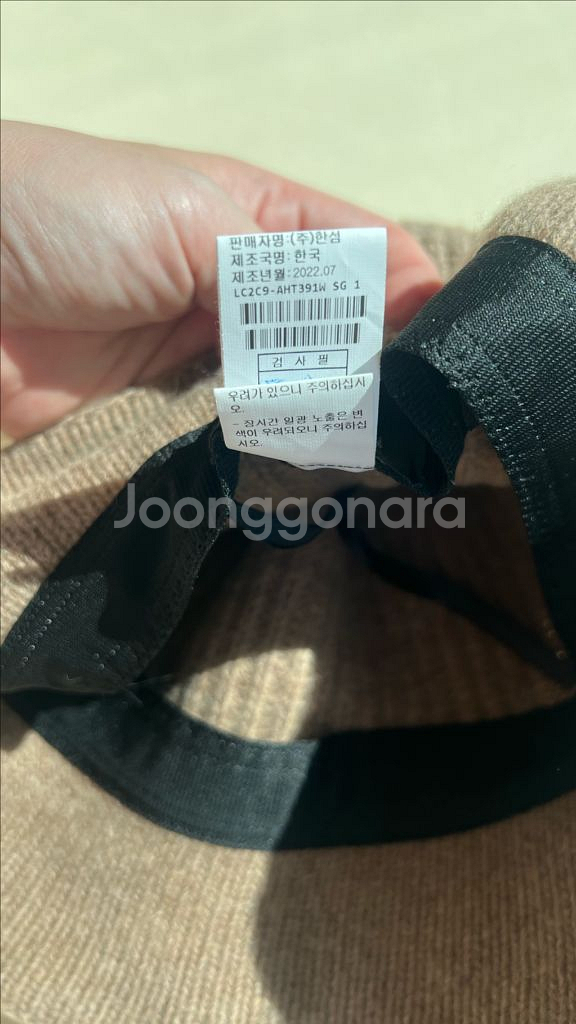 판매자명:(주)한섬
제조국명:한국
제조년월:2022.07
LC2C9-AHT391W SG 1
검 사 필
우려가 있으니 주의하십시
오.
- 장시간 일광 노출은 변
색이 우려되오니 주의하십
시오.
Joonggonara